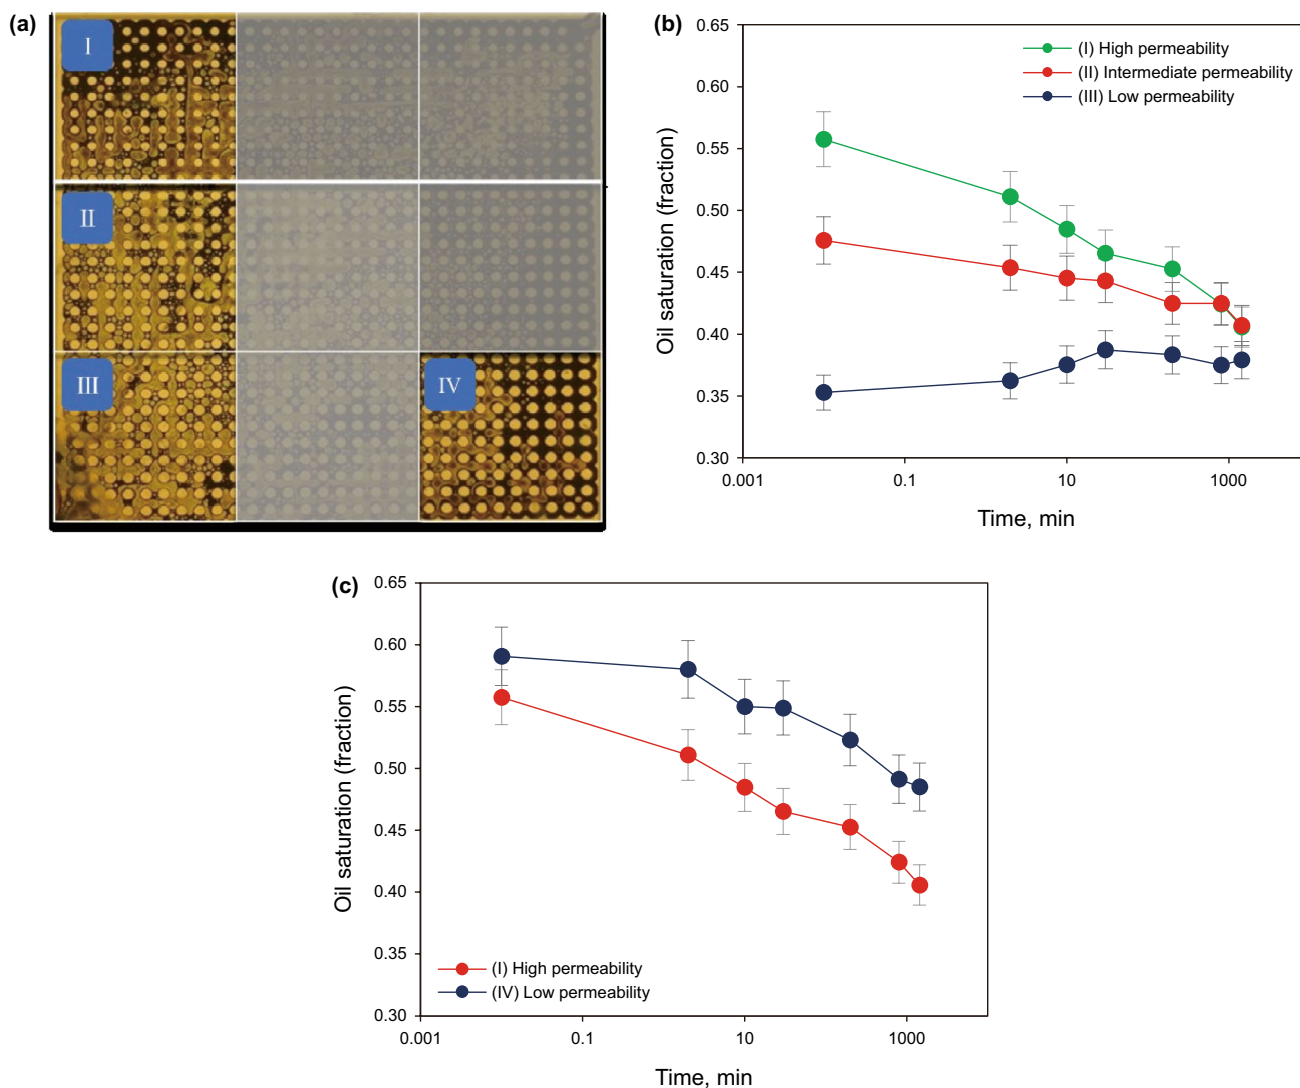 (a)
I
II
III
IV
(b)
0.65
0.60
0.55
0.50
0.45
0.40
0.35
0.30
Oil saturation (fraction)
(I) High permeability
(II) Intermediate permeability
(III) Low permeability
0.001
0.1
10
1000
Time, min
(c)
0.65
0.60
0.55
0.50
0.45
0.40
0.35
0.30
Oil saturation (fraction)
(I) High permeability
(IV) Low permeability
0.001
0.1
10
1000
Time, min